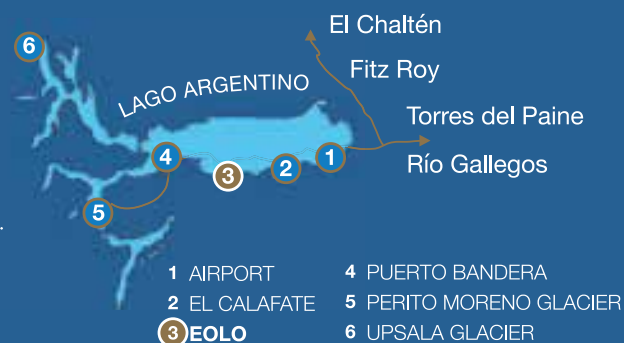 El Chaltén
6
Fitz Roy
LAGO ARGENTINO
Torres del Paine
4
1
2
3
Río Gallegos
5
1 AIRPORT
4 PUERTO BANDERA
2 EL CALAFATE
5 PERITO MORENO GLACIER
3 EOLO
6 UPSALA GLACIER